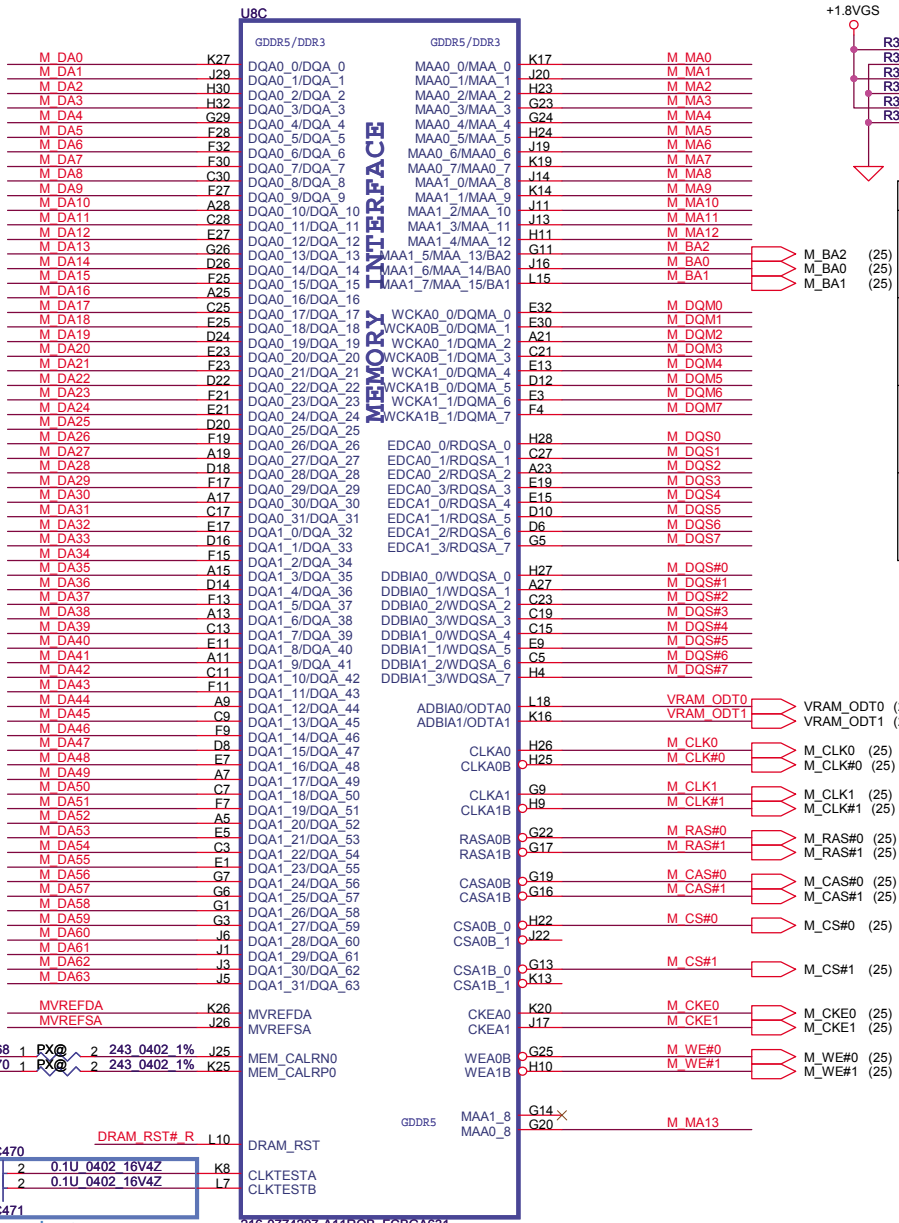 U8C
+1.8VGS
GDDR5/DDR3 GDDR5/DDR3
MEMORY INTERFACE
R3
R3
R3
R3
R3
R3
M_DA0 K27 DQA0_0/DQA_0 MAA0_0/MAA_0 K17 M_MA0
M_DA1 J29 DQA0_1/DQA_1 MAA0_1/MAA_1 J20 M_MA1
M_DA2 H30 DQA0_2/DQA_2 MAA0_2/MAA_2 H23 M_MA2
M_DA3 H32 DQA0_3/DQA_3 MAA0_3/MAA_3 G23 M_MA3
M_DA4 G29 DQA0_4/DQA_4 MAA0_4/MAA_4 G24 M_MA4
M_DA5 F28 DQA0_5/DQA_5 MAA0_5/MAA_5 H24 M_MA5
M_DA6 F32 DQA0_6/DQA_6 MAA0_6/MAA0_6 J19 M_MA6
M_DA7 F30 DQA0_7/DQA_7 MAA0_7/MAA0_7 K19 M_MA7
M_DA8 C30 DQA0_8/DQA_8 MAA1_0/MAA_8 J14 M_MA8
M_DA9 F27 DQA0_9/DQA_9 MAA1_1/MAA_9 K14 M_MA9
M_DA10 A28 DQA0_10/DQA_10 MAA1_2/MAA_10 J11 M_MA10
M_DA11 C28 DQA0_11/DQA_11 MAA1_3/MAA_11 J13 M_MA11
M_DA12 E27 DQA0_12/DQA_12 MAA1_4/MAA_12 H11 M_MA12
M_DA13 G26 DQA0_13/DQA_13 MAA1_5/MAA_13/BA2 G11 M_BA2 M_BA2 (25)
M_DA14 D26 DQA0_14/DQA_14 MAA1_6/MAA_14/BA0 J16 M_BA0 M_BA0 (25)
M_DA15 F25 DQA0_15/DQA_15 MAA1_7/MAA_15/BA1 L15 M_BA1 M_BA1 (25)
M_DA16 A25 DQA0_16/DQA_16
M_DA17 C25 DQA0_17/DQA_17 WCKA0_0/DQMA_0 E32 M_DQM0
M_DA18 E25 DQA0_18/DQA_18 WCKA0B_0/DQMA_1 E30 M_DQM1
M_DA19 D24 DQA0_19/DQA_19 WCKA0_1/DQMA_2 A21 M_DQM2
M_DA20 E23 DQA0_20/DQA_20 WCKA0B_1/DQMA_3 C21 M_DQM3
M_DA21 F23 DQA0_21/DQA_21 WCKA1_0/DQMA_4 E13 M_DQM4
M_DA22 D22 DQA0_22/DQA_22 WCKA1B_0/DQMA_5 D12 M_DQM5
M_DA23 F21 DQA0_23/DQA_23 WCKA1_1/DQMA_6 E3 M_DQM6
M_DA24 E21 DQA0_24/DQA_24 WCKA1B_1/DQMA_7 F4 M_DQM7
M_DA25 D20 DQA0_25/DQA_25
M_DA26 F19 DQA0_26/DQA_26 EDCA0_0/RDQSA_0 H28 M_DQS0
M_DA27 A19 DQA0_27/DQA_27 EDCA0_1/RDQSA_1 C27 M_DQS1
M_DA28 D18 DQA0_28/DQA_28 EDCA0_2/RDQSA_2 A23 M_DQS2
M_DA29 F17 DQA0_29/DQA_29 EDCA0_3/RDQSA_3 E19 M_DQS3
M_DA30 A17 DQA0_30/DQA_30 EDCA1_0/RDQSA_4 E15 M_DQS4
M_DA31 C17 DQA0_31/DQA_31 EDCA1_1/RDQSA_5 D10 M_DQS5
M_DA32 E17 DQA1_0/DQA_32 EDCA1_2/RDQSA_6 D6 M_DQS6
M_DA33 D16 DQA1_1/DQA_33 EDCA1_3/RDQSA_7 G5 M_DQS7
M_DA34 F15 DQA1_2/DQA_34
M_DA35 A15 DQA1_3/DQA_35 DDBIA0_0/WDQSA_0 H27 M_DQS#0
M_DA36 D14 DQA1_4/DQA_36 DDBIA0_1/WDQSA_1 A27 M_DQS#1
M_DA37 F13 DQA1_5/DQA_37 DDBIA0_2/WDQSA_2 C23 M_DQS#2
M_DA38 A13 DQA1_6/DQA_38 DDBIA0_3/WDQSA_3 C19 M_DQS#3
M_DA39 C13 DQA1_7/DQA_39 DDBIA1_0/WDQSA_4 C15 M_DQS#4
M_DA40 E11 DQA1_8/DQA_40 DDBIA1_1/WDQSA_5 E9 M_DQS#5
M_DA41 A11 DQA1_9/DQA_41 DDBIA1_2/WDQSA_6 C5 M_DQS#6
M_DA42 C11 DQA1_10/DQA_42 DDBIA1_3/WDQSA_7 H4 M_DQS#7
M_DA43 F11 DQA1_11/DQA_43
M_DA44 A9 DQA1_12/DQA_44 ADBIA0/ODTA0 L18 VRAM_ODT0 VRAM_ODT0
M_DA45 C9 DQA1_13/DQA_45 ADBIA1/ODTA1 K16 VRAM_ODT1 VRAM_ODT1
M_DA46 F9 DQA1_14/DQA_46
M_DA47 D8 DQA1_15/DQA_47 CLKA0 H26 M_CLK0 M_CLK0 (25)
M_DA48 E7 DQA1_16/DQA_48 CLKA0B H25 M_CLK#0 M_CLK#0 (25)
M_DA49 A7 DQA1_17/DQA_49
M_DA50 C7 DQA1_18/DQA_50 CLKA1 G9 M_CLK1 M_CLK1 (25)
M_DA51 F7 DQA1_19/DQA_51 CLKA1B H9 M_CLK#1 M_CLK#1 (25)
M_DA52 A5 DQA1_20/DQA_52
M_DA53 E5 DQA1_21/DQA_53 RASA0B G22 M_RAS#0 M_RAS#0 (25)
M_DA54 C3 DQA1_22/DQA_54 RASA1B G17 M_RAS#1 M_RAS#1 (25)
M_DA55 E1 DQA1_23/DQA_55
M_DA56 G7 DQA1_24/DQA_56 CASA0B G19 M_CAS#0 M_CAS#0 (25)
M_DA57 G6 DQA1_25/DQA_57 CASA1B G16 M_CAS#1 M_CAS#1 (25)
M_DA58 G1 DQA1_26/DQA_58
M_DA59 G3 DQA1_27/DQA_59 CSA0B_0 H22 M_CS#0 M_CS#0 (25)
M_DA60 J6 DQA1_28/DQA_60 CSA0B_1 J22
M_DA61 J1 DQA1_29/DQA_61
M_DA62 J3 DQA1_30/DQA_62 CSA1B_0 G13 M_CS#1 M_CS#1 (25)
M_DA63 J5 DQA1_31/DQA_63 CSA1B_1 K13
MVREFDA K26 MVREFDA CKEA0 K20 M_CKE0 M_CKE0 (25)
MVREFSA J26 MVREFSA CKEA1 J17 M_CKE1 M_CKE1 (25)
1 PX@ 2 243_0402_1% J25 MEM_CALRN0 WEA0B G25 M_WE#0 M_WE#0 (25)
1 PX@ 2 243_0402_1% K25 MEM_CALRP0 WEA1B H10 M_WE#1 M_WE#1 (25)
GDDR5 MAA1_8 G14
MAA0_8 G20 M_MA13
DRAM_RST#_R L10 DRAM_RST
C470
2 0.1U_0402_16V4Z K8 CLKTESTA
2 0.1U_0402_16V4Z L7 CLKTESTB
C471